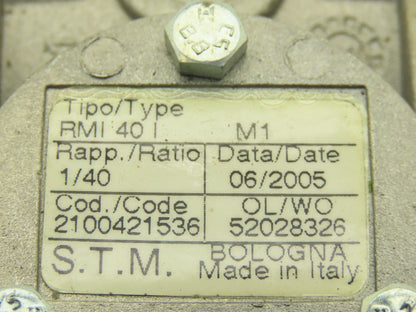 Tipo/Type
RMI 40 I M1
Rapp./Ratio Data/Date
1/40 06/2005
Cod./Code OL/WO
2100421536 52028326
S.T.M. BOLOGNA
Made in Italy